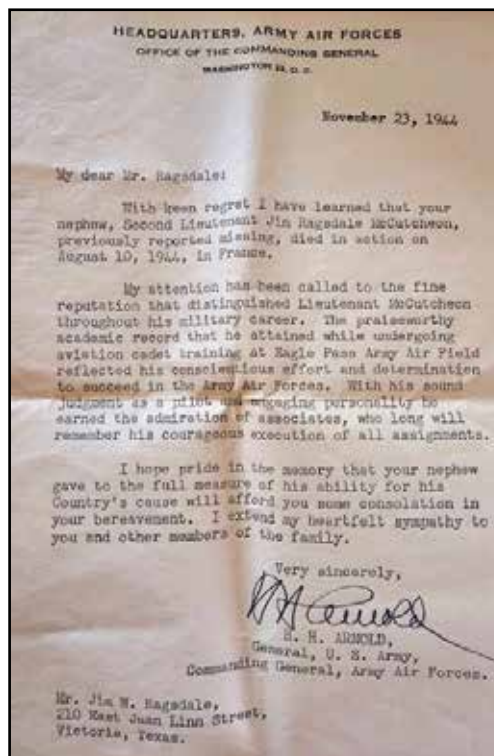 HEADQUARTERS, ARMY AIR FORCES
OFFICE OF THE COMMANDING GENERAL
WASHINGTON 25, D. C.
November 23, 1944
My dear Mr. Ragsdale:
With keen regret I have learned that your
nephew, Second Lieutenant Jim Ragsdale McCutcheon,
previously reported missing, died in action on
August 10, 1944, in France.
My attention has been called to the fine
reputation that distinguished Lieutenant McCutcheon
throughout his military career. The praiseworthy
academic record that he attained while undergoing
aviation cadet training at Eagle Pass Army Air Field
reflected his conscientious effort and determination
to succeed in the Army Air Forces. With his sound
judgment as a pilot and engaging personality he
earned the admiration of associates, who long will
remember his courageous execution of all assignments.
I hope pride in the memory that your nephew
gave to the full measure of his ability for his
Country's cause will afford you some consolation in
your bereavement. I extend my heartfelt sympathy to
you and other members of the family.
Very sincerely,
H H Arnold
H. H. ARNOLD,
General, U. S. Army,
Commanding General, Army Air Forces.
Mr. Jim W. Ragsdale,
210 East Juan Linn Street,
Victoria, Texas.